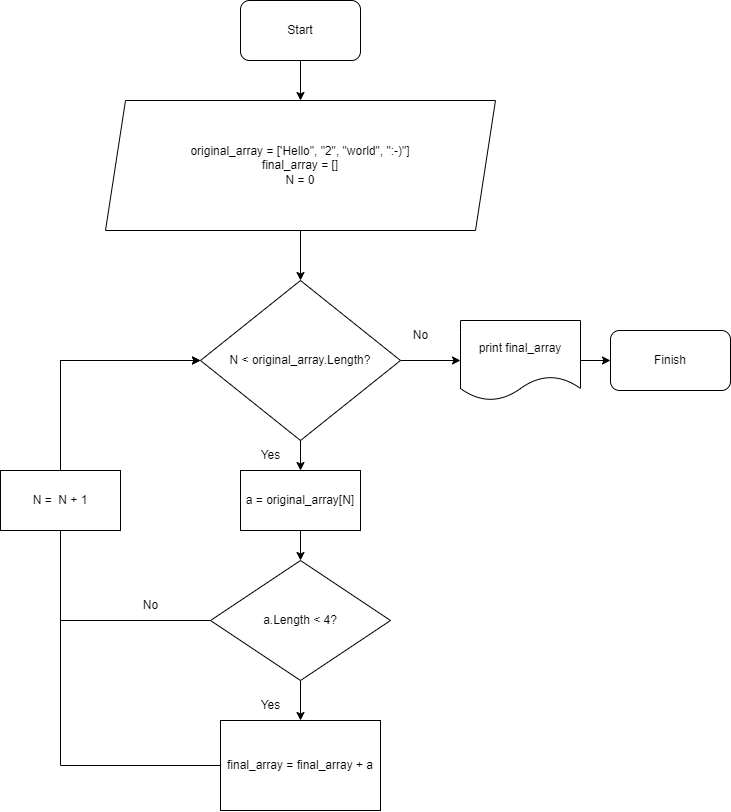 Start
original_array = ['Hello", "2", "world", ":-)"]
final_array = []
N = 0
N < original_array.Length?
No
print final_array
Finish
Yes
N =  N + 1
a = original_array[N]
No
a.Length < 4?
Yes
final_array = final_array + a